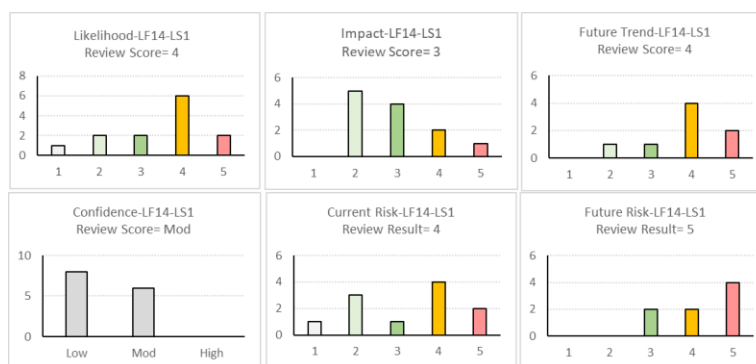 Likelihood-LF14-LS1
Review Score= 4
8
6
4
2
0
1 2 3 4 5
Impact-LF14-LS1
Review Score= 3
6
4
2
0
1 2 3 4 5
Future Trend-LF14-LS1
Review Score= 4
6
4
2
0
1 2 3 4 5
Confidence-LF14-LS1
Review Score= Mod
10
5
0
Low Mod High
Current Risk-LF14-LS1
Review Result= 4
6
4
2
0
1 2 3 4 5
Future Risk-LF14-LS1
Review Result= 5
6
4
2
0
1 2 3 4 5